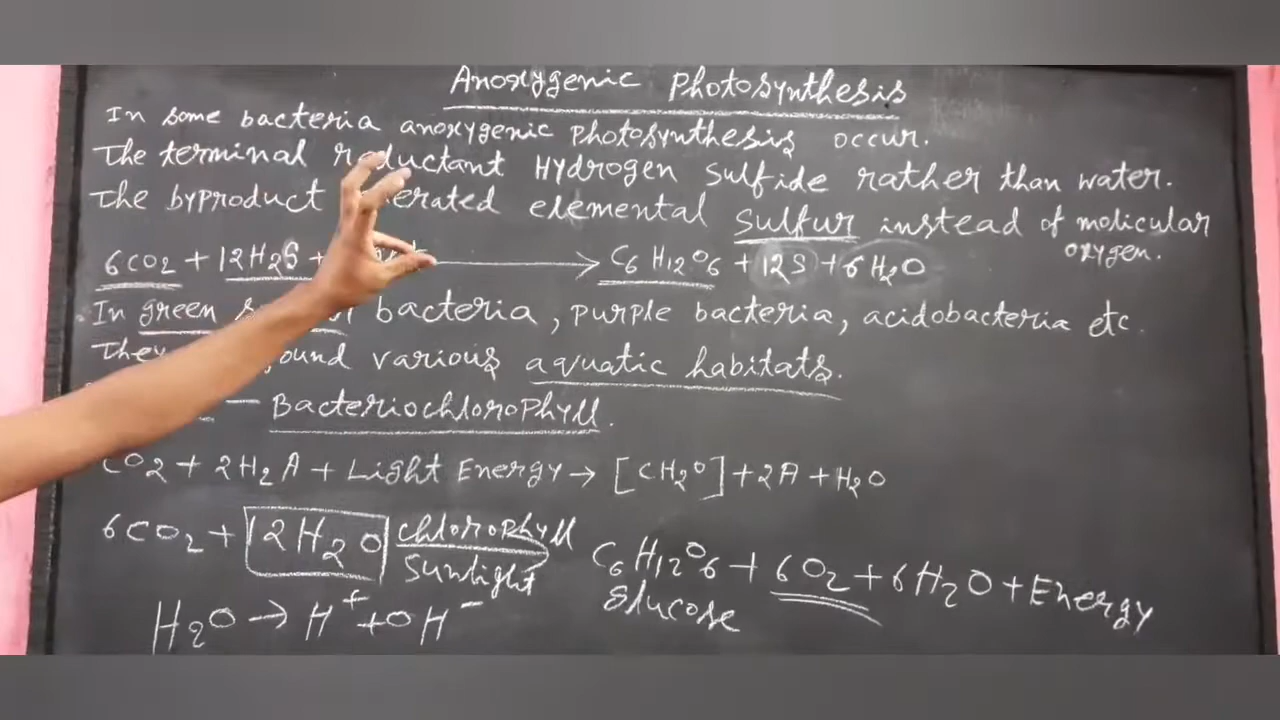 Anoxygenic Photosynthesis
In some bacteria anoxygenic photosynthesis occur.
The terminal reductant Hydrogen sulfide rather than water.
The byproduct elemental sulfur instead of molicular
oxygen.
6CO2 + 12H2S + → C6H12O6 + 12S + 6H2O
In green bacteria, purple bacteria, acidobacteria etc.
They various aquatic habitats.
— Bacteriochlorophyll.
CO2 + 2H2A + Light Energy → [CH2O] + 2A + H2O
6CO2 + 12H2O chlorophyll C6H12O6 + 6O2 + 6H2O + Energy
Sunlight Glucose
H2O → H+ + OH-